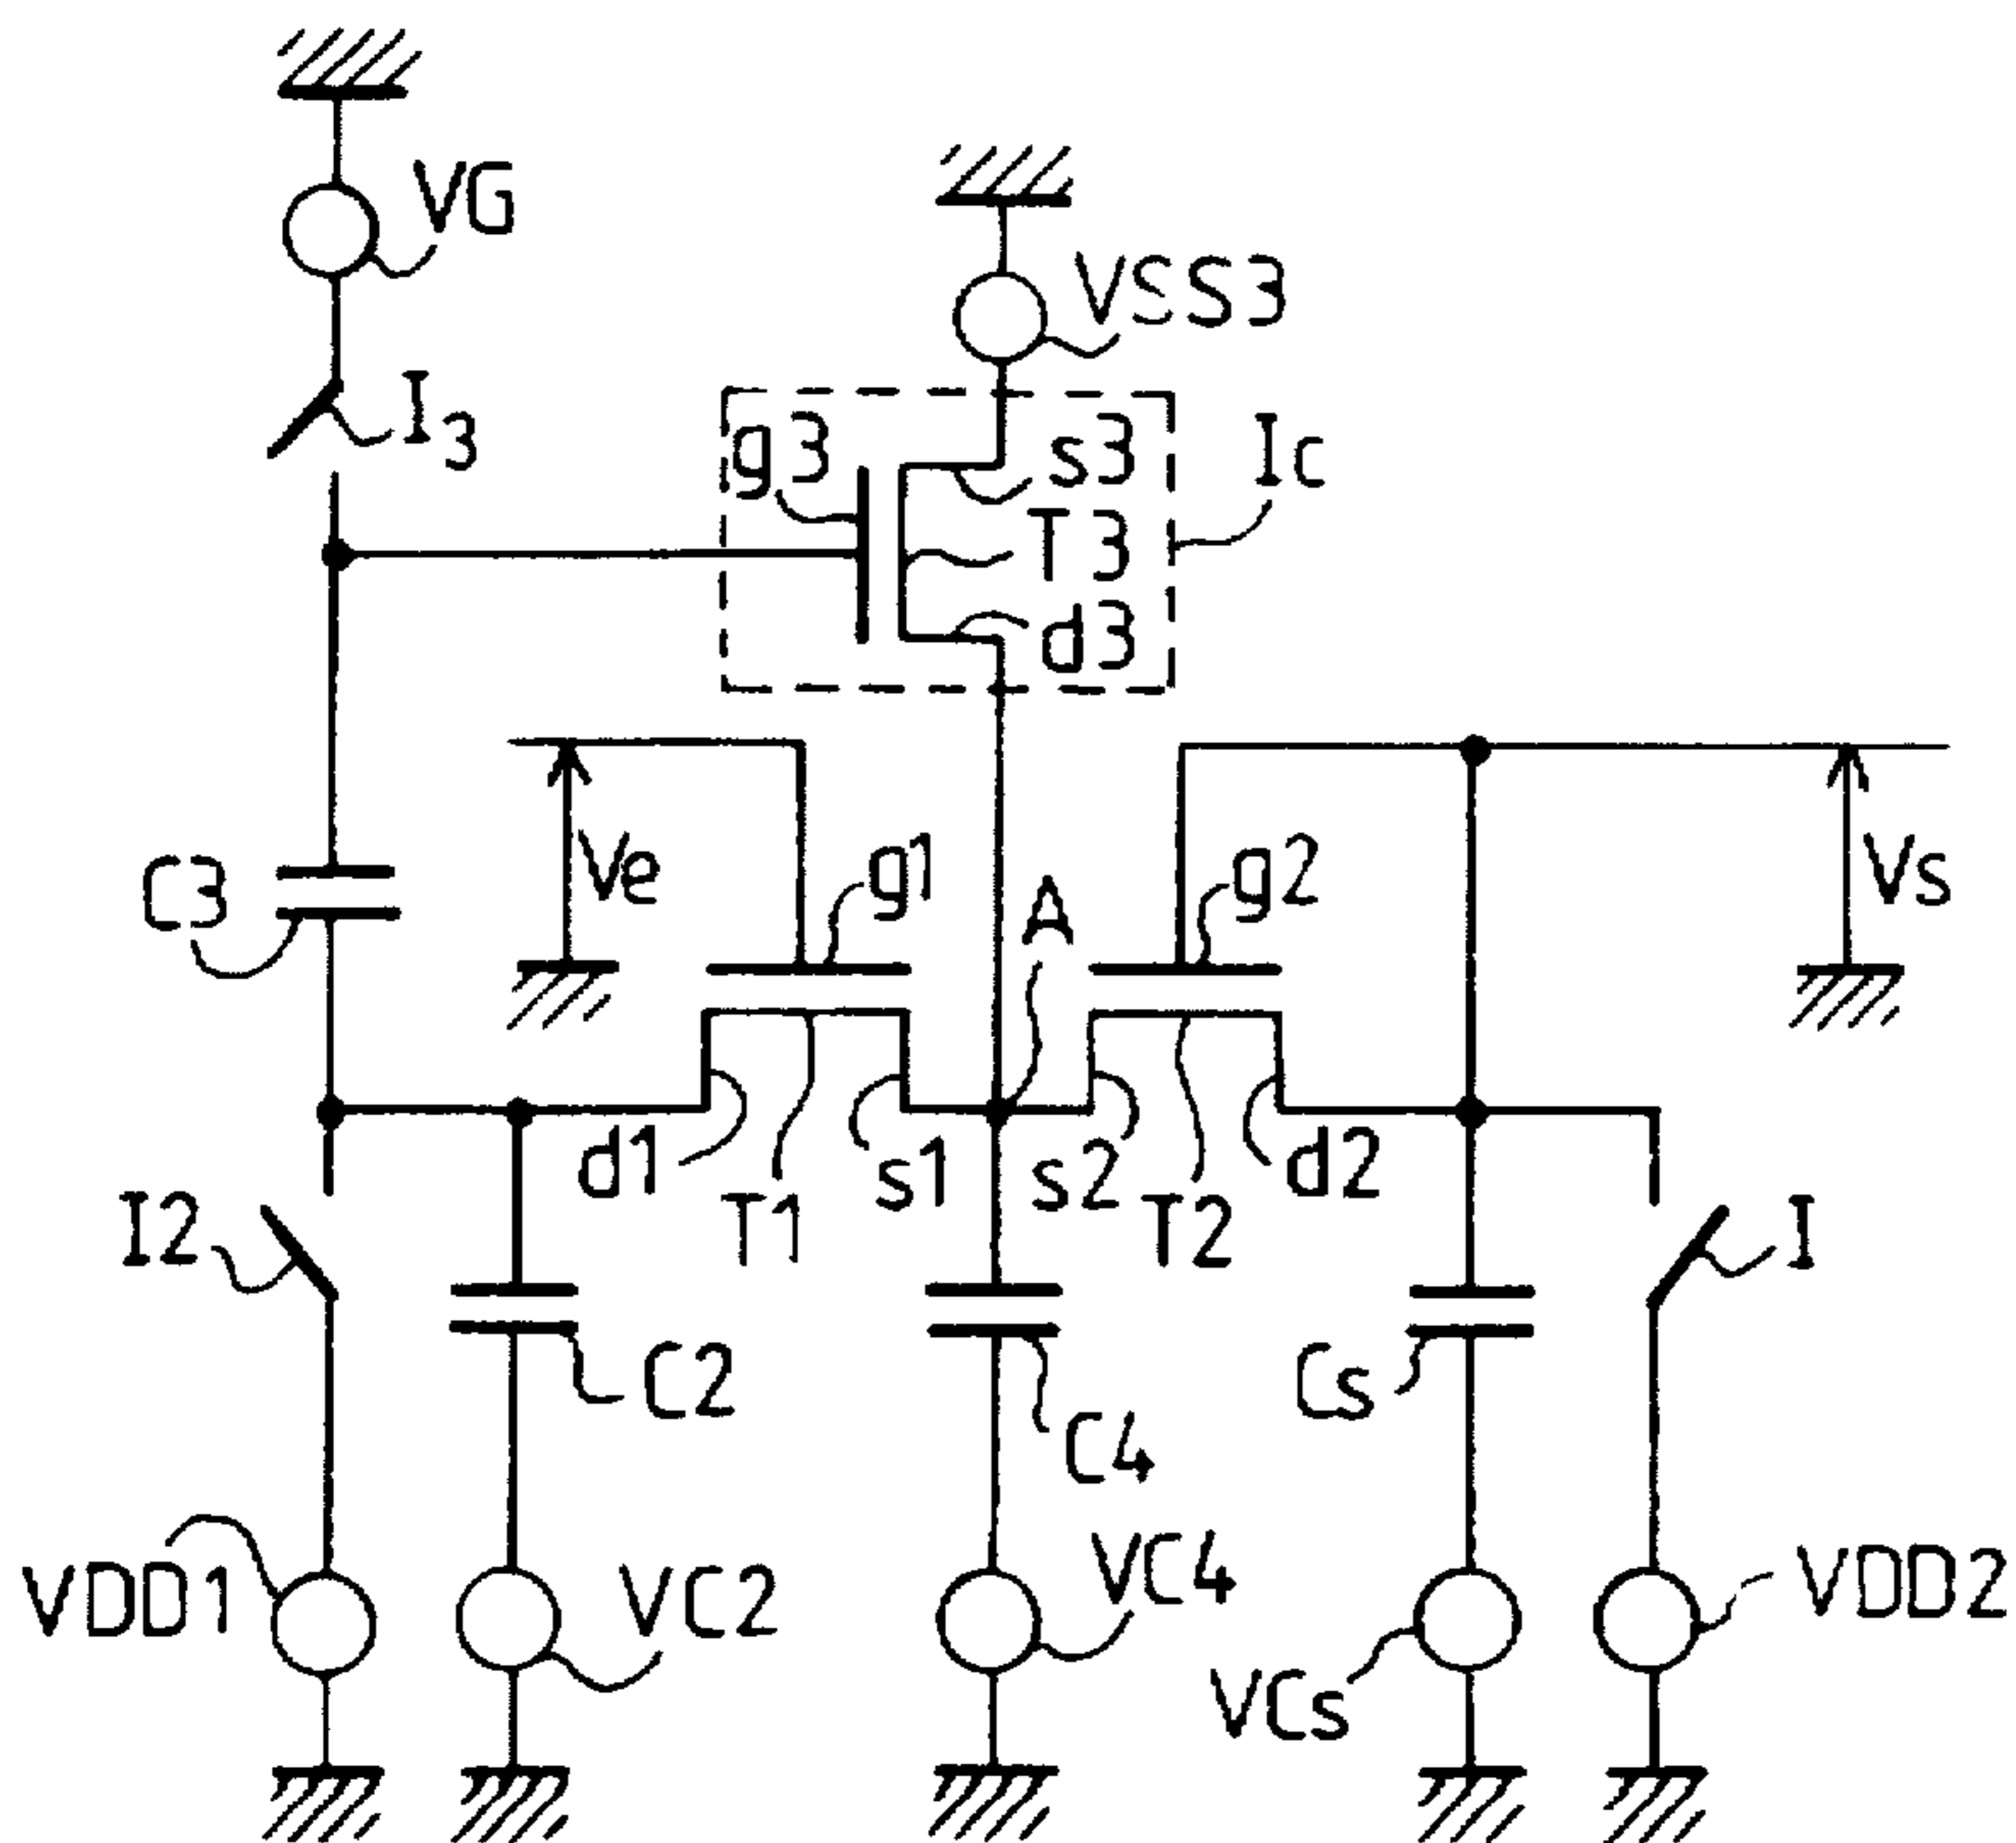 VG
VSS3
I3
g3
s3
Ic
T3
d3
C3
Ve
g1
A
g2
Vs
d1
T1
s1
s2
T2
d2
I2
I
C2
C4
Cs
VDD1
VC2
VC4
VCs
VDD2